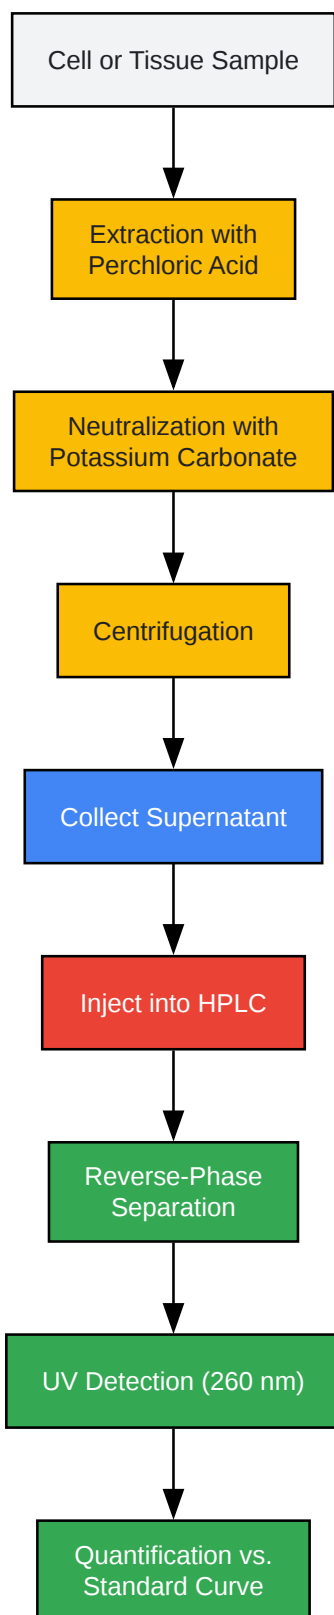 Cell or Tissue Sample
Extraction with
Perchloric Acid
Neutralization with
Potassium Carbonate
Centrifugation
Collect Supernatant
Inject into HPLC
Reverse-Phase
Separation
UV Detection (260 nm)
Quantification vs.
Standard Curve